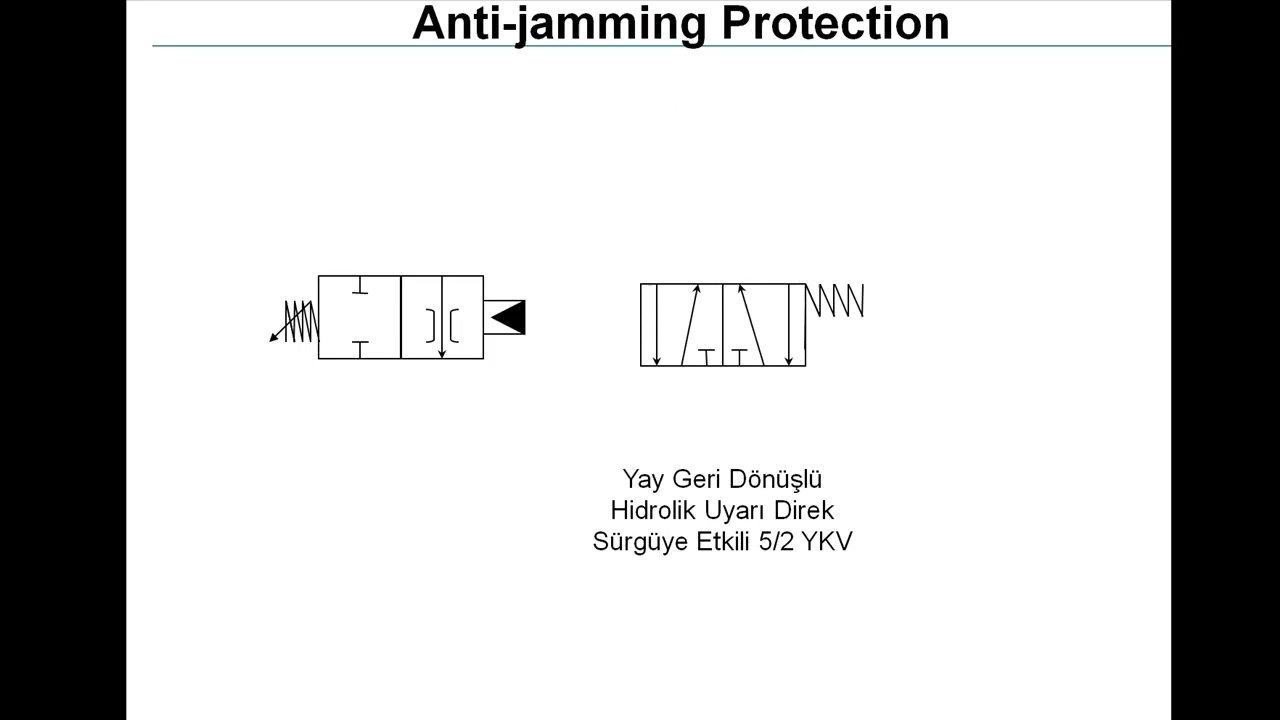 Anti-jamming Protection
Yay Geri Dönüşlü
Hidrolik Uyarı Direk
Sürgüye Etkili 5/2 YKV